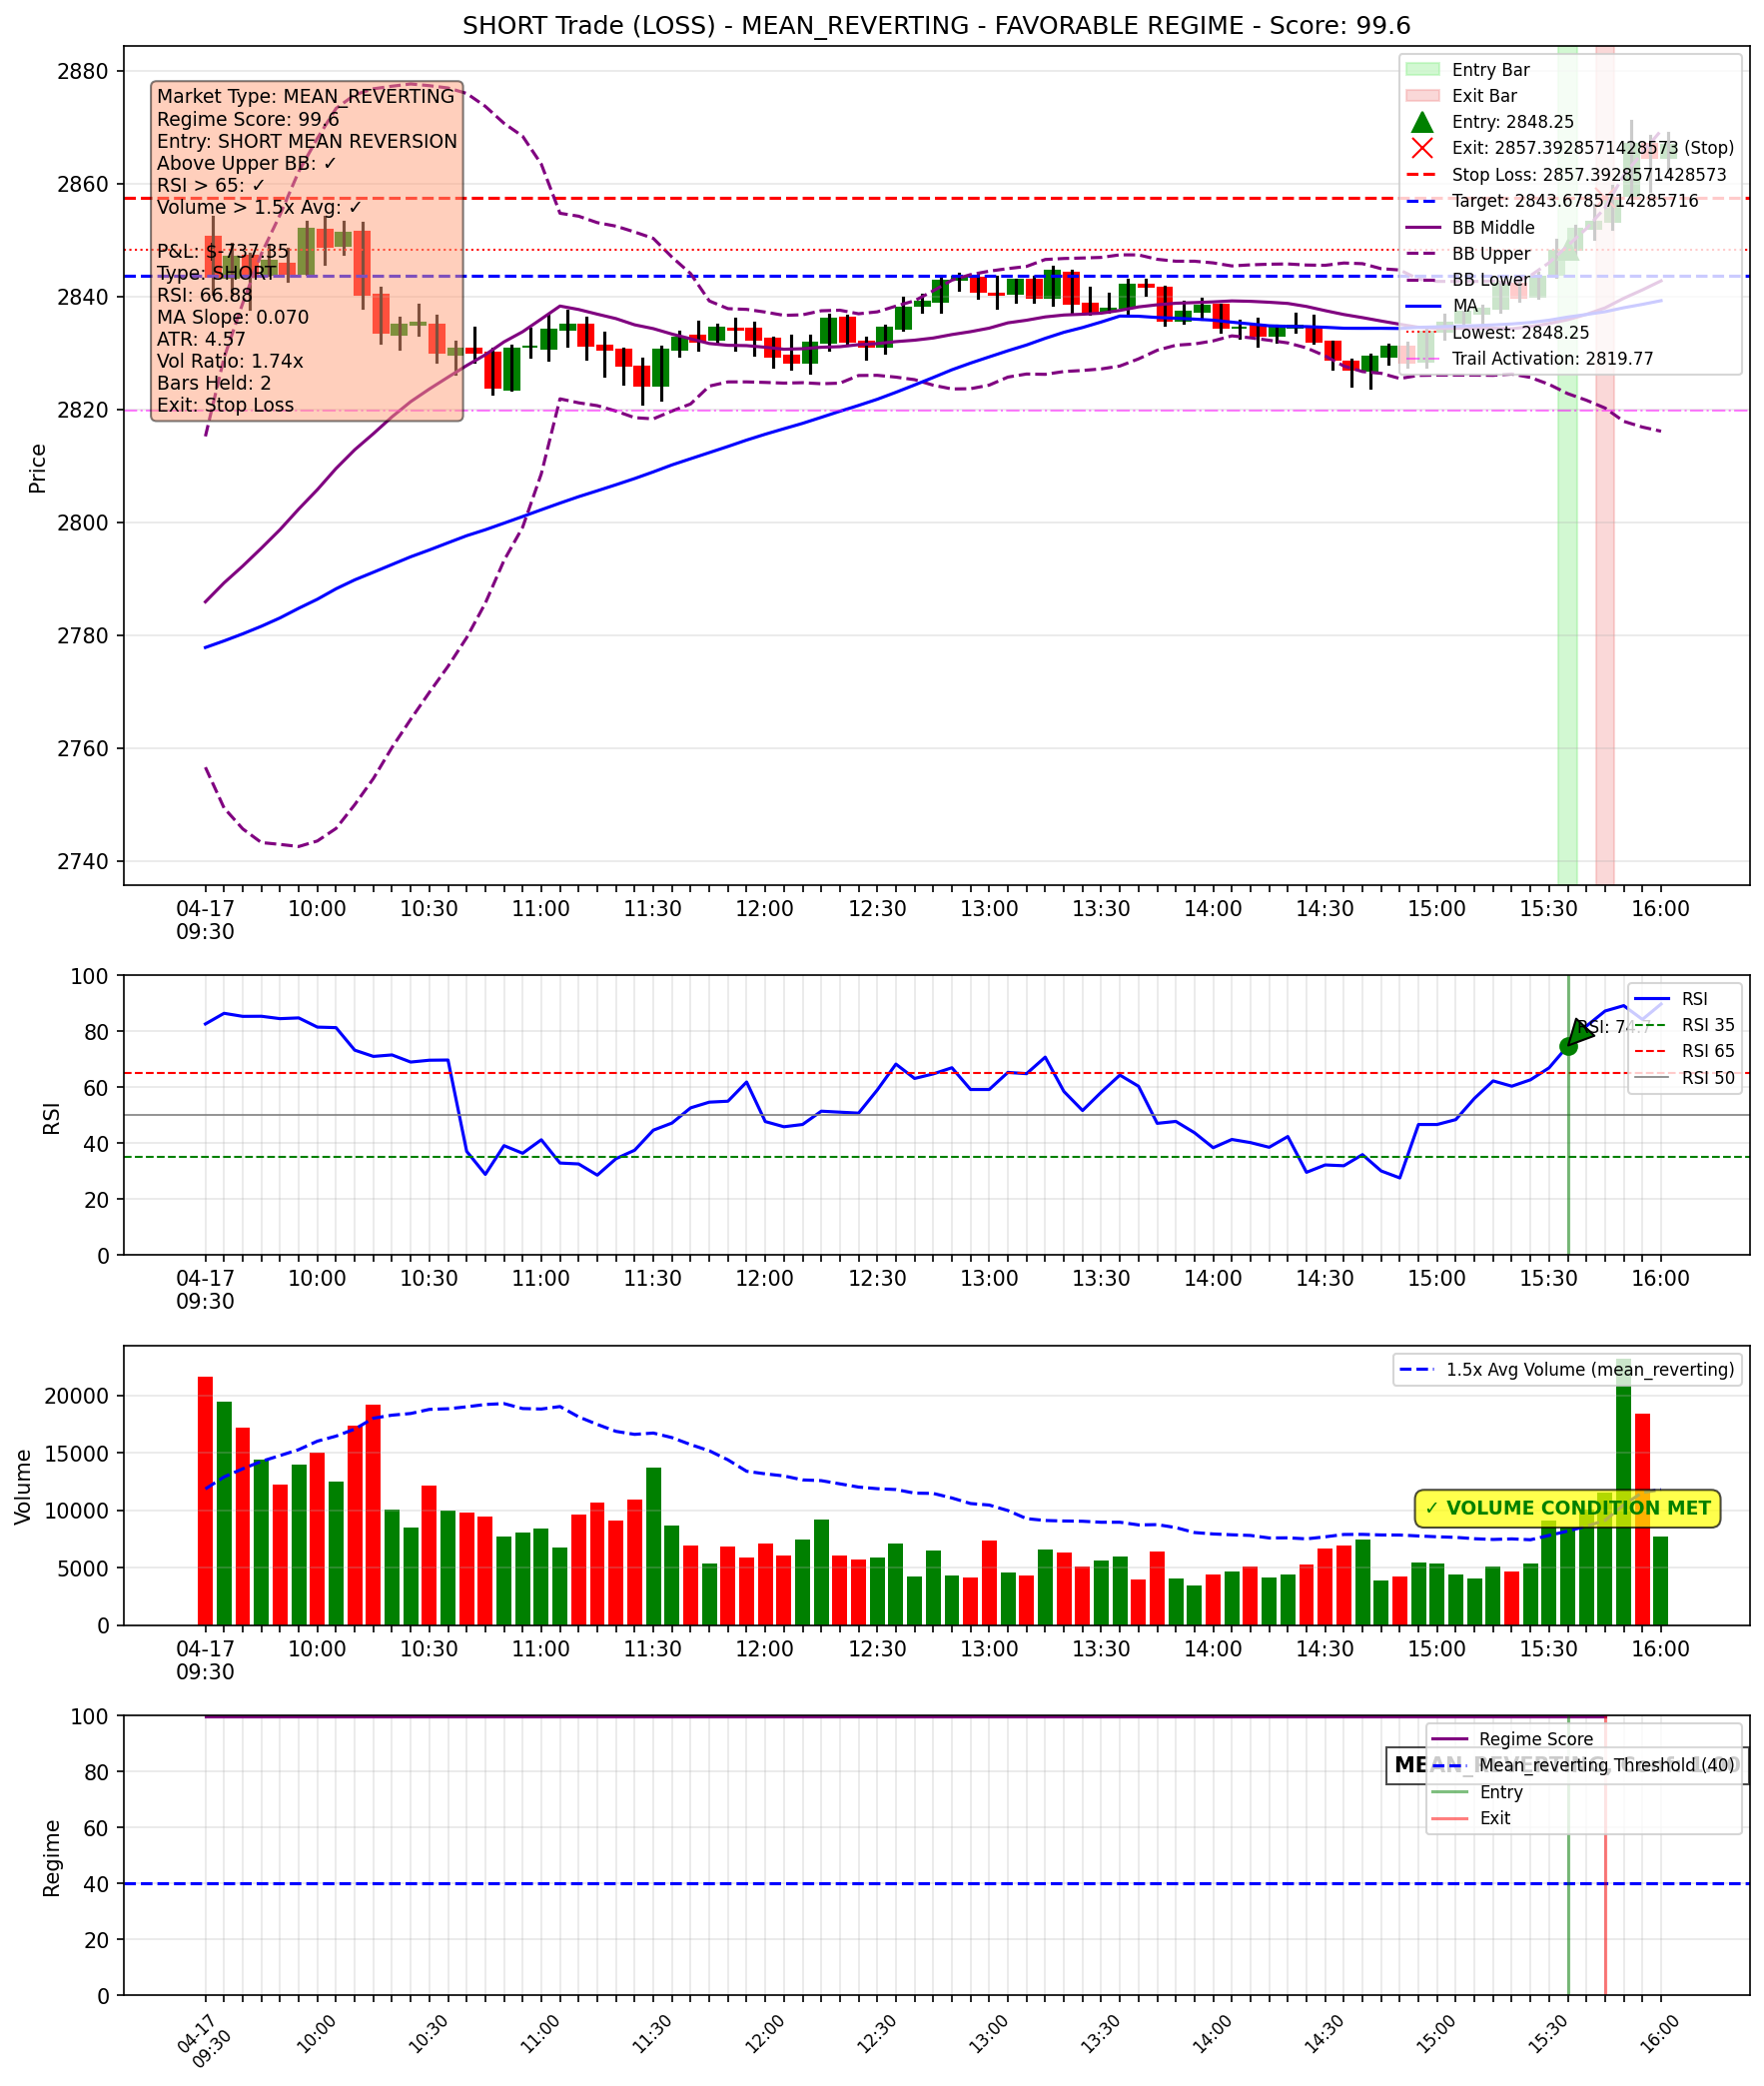 SHORT Trade (LOSS) - MEAN_REVERTING - FAVORABLE REGIME - Score: 99.6
Price
2880
2860
2840
2820
2800
2780
2760
2740
Market Type: MEAN_REVERTING
Regime Score: 99.6
Entry: SHORT MEAN REVERSION
Above Upper BB: ✓
RSI > 65: ✓
Volume > 1.5x Avg: ✓
P&L: $-737.35
Type: SHORT
RSI: 66.88
MA Slope: 0.070
ATR: 4.57
Vol Ratio: 1.74x
Bars Held: 2
Exit: Stop Loss
Entry Bar
Exit Bar
Entry: 2848.25
Exit: 2857.3928571428573 (Stop)
Stop Loss: 2857.3928571428573
Target: 2843.6785714285716
BB Middle
BB Upper
BB Lower
MA
Lowest: 2848.25
Trail Activation: 2819.77
04-17 10:00 10:30 11:00 11:30 12:00 12:30 13:00 13:30 14:00 14:30 15:00 15:30 16:00
09:30
RSI
100
80
60
40
20
0
RSI: 74.7
RSI
RSI 35
RSI 65
RSI 50
04-17 10:00 10:30 11:00 11:30 12:00 12:30 13:00 13:30 14:00 14:30 15:00 15:30 16:00
09:30
Volume
20000
15000
10000
5000
0
1.5x Avg Volume (mean_reverting)
✓ VOLUME CONDITION MET
04-17 10:00 10:30 11:00 11:30 12:00 12:30 13:00 13:30 14:00 14:30 15:00 15:30 16:00
09:30
Regime
100
80
60
40
20
0
MEAN_REVERTING,
Regime Score
Mean_reverting Threshold (40)
Entry
Exit
04-17 10:00 10:30 11:00 11:30 12:00 12:30 13:00 13:30 14:00 14:30 15:00 15:30 16:00
09:30